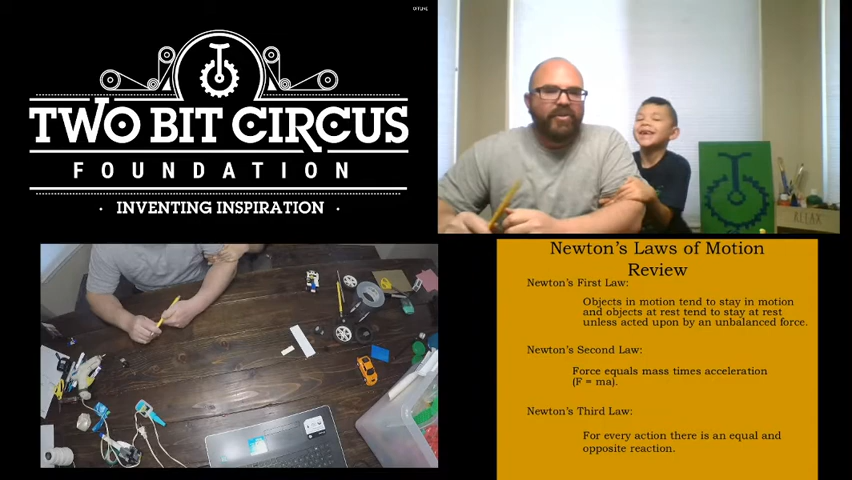 OFFLINE
TWO BIT CIRCUS
FOUNDATION
· INVENTING INSPIRATION ·
RELAX
Newton's Laws of Motion
Review
Newton's First Law:
Objects in motion tend to stay in motion
and objects at rest tend to stay at rest
unless acted upon by an unbalanced force.
Newton's Second Law:
Force equals mass times acceleration
(F = ma).
Newton's Third Law:
For every action there is an equal and
opposite reaction.